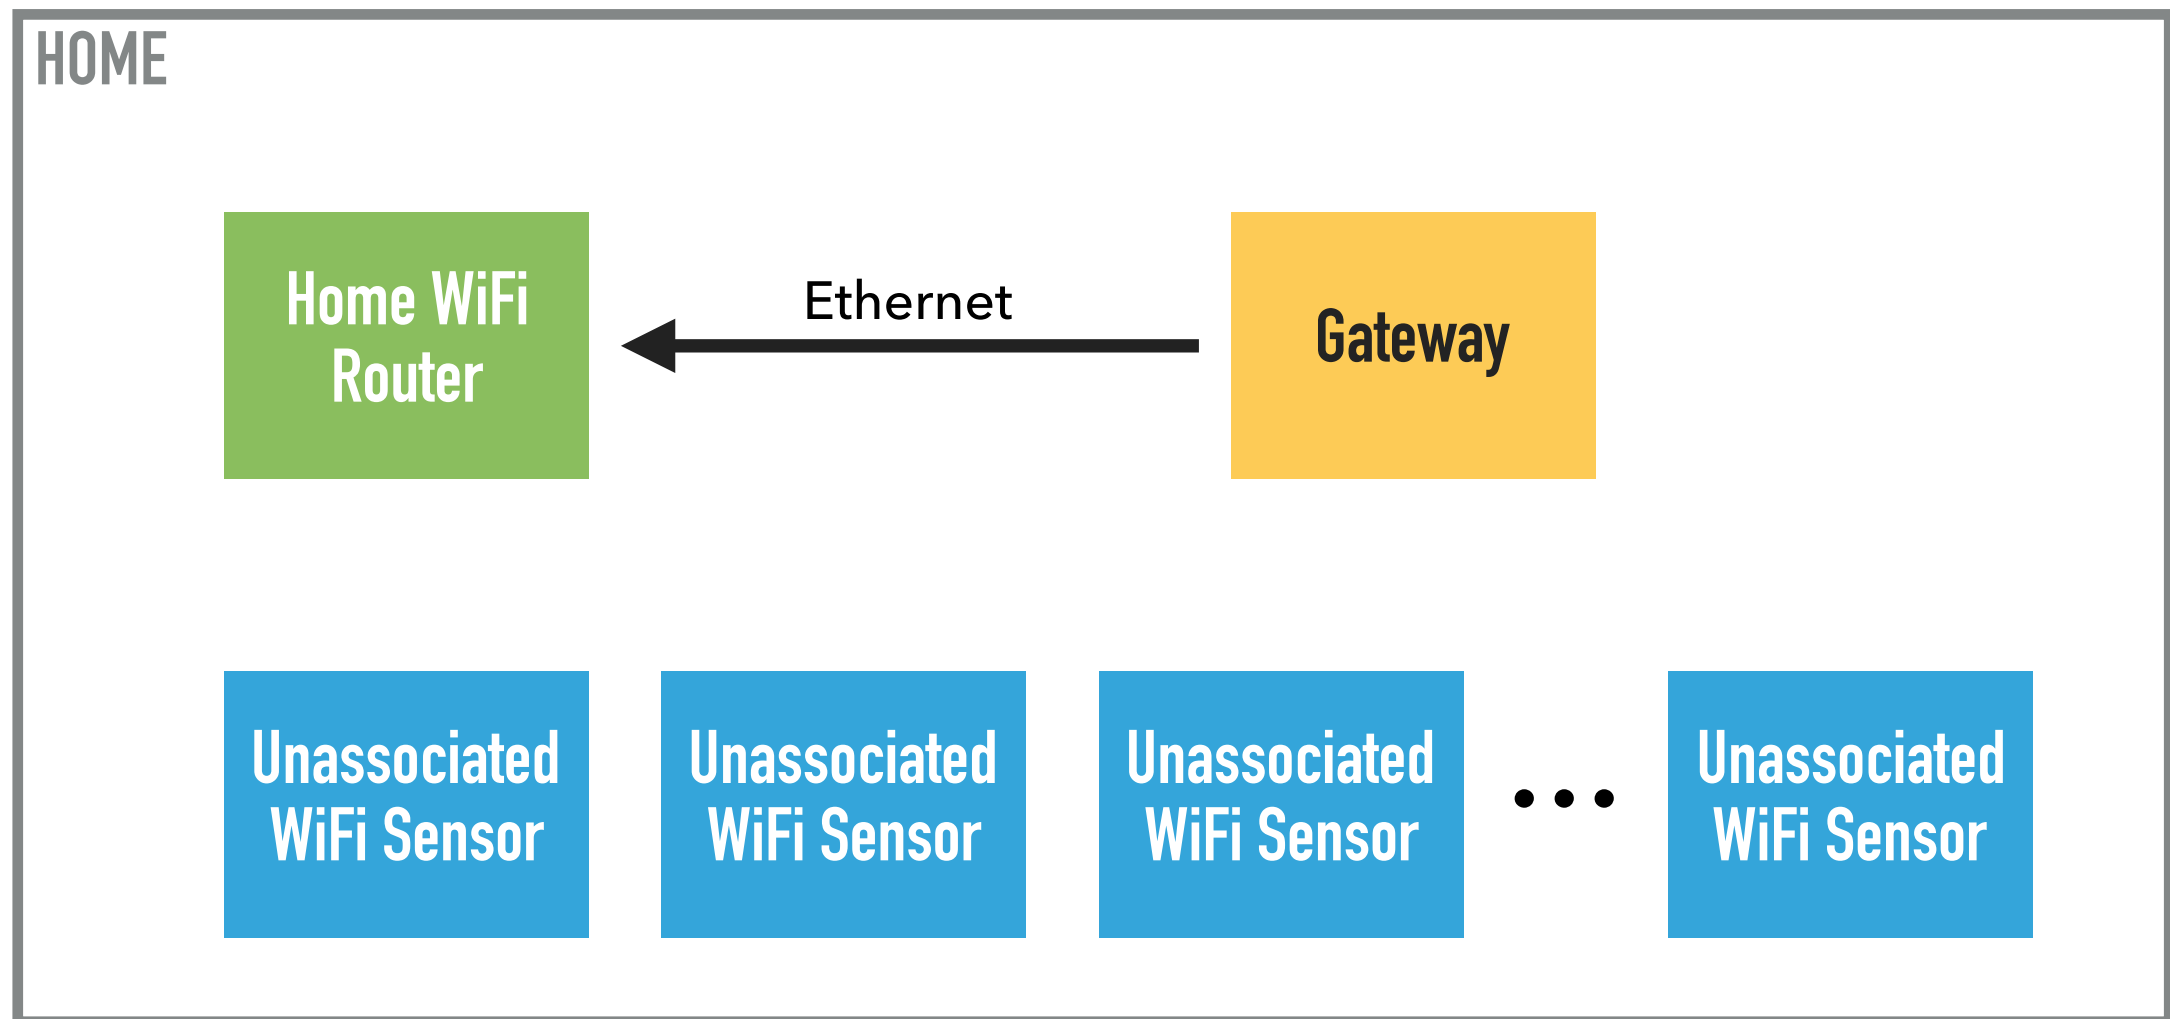 HOME
Home WiFi
Router
Ethernet
Gateway
Unassociated
WiFi Sensor
Unassociated
WiFi Sensor
Unassociated
WiFi Sensor
...
Unassociated
WiFi Sensor